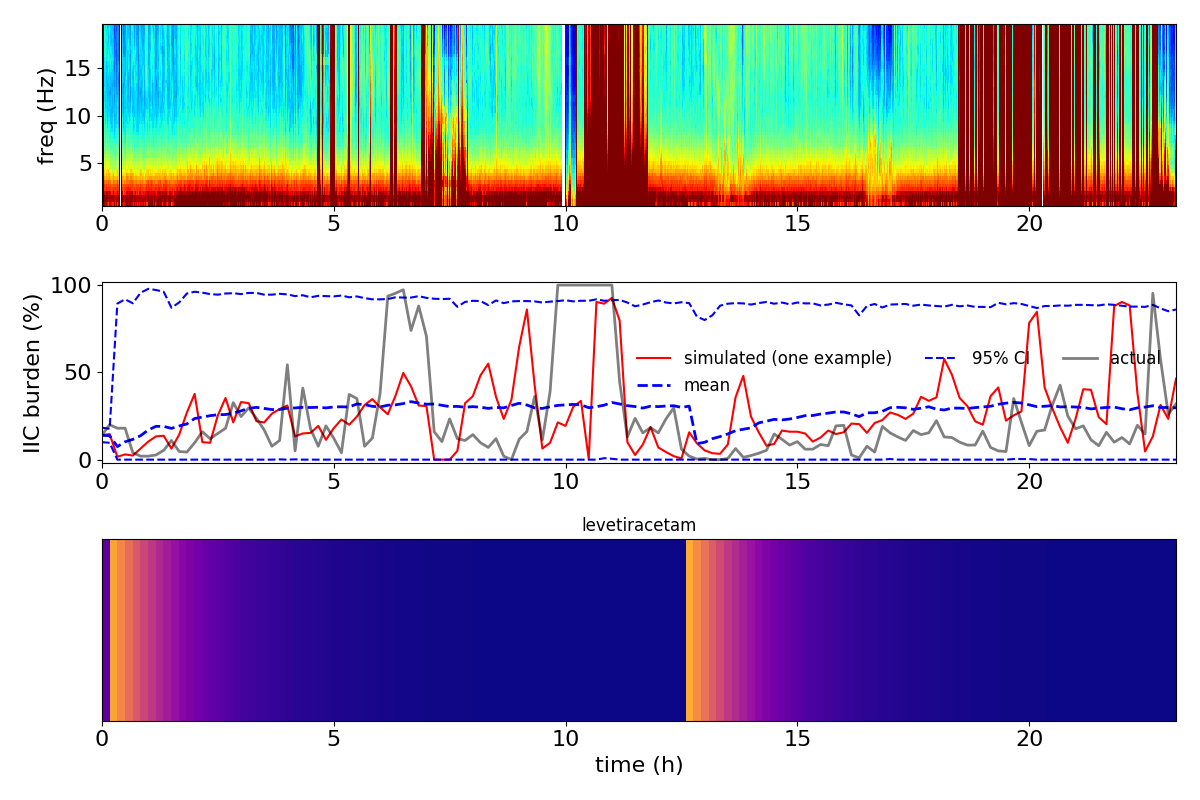 freq (Hz)
15
10
5
0 5 10 15 20
IIC burden (%)
100
50
0
simulated (one example) 95% CI actual
mean
0 5 10 15 20
levetiracetam
0 5 10 15 20
time (h)